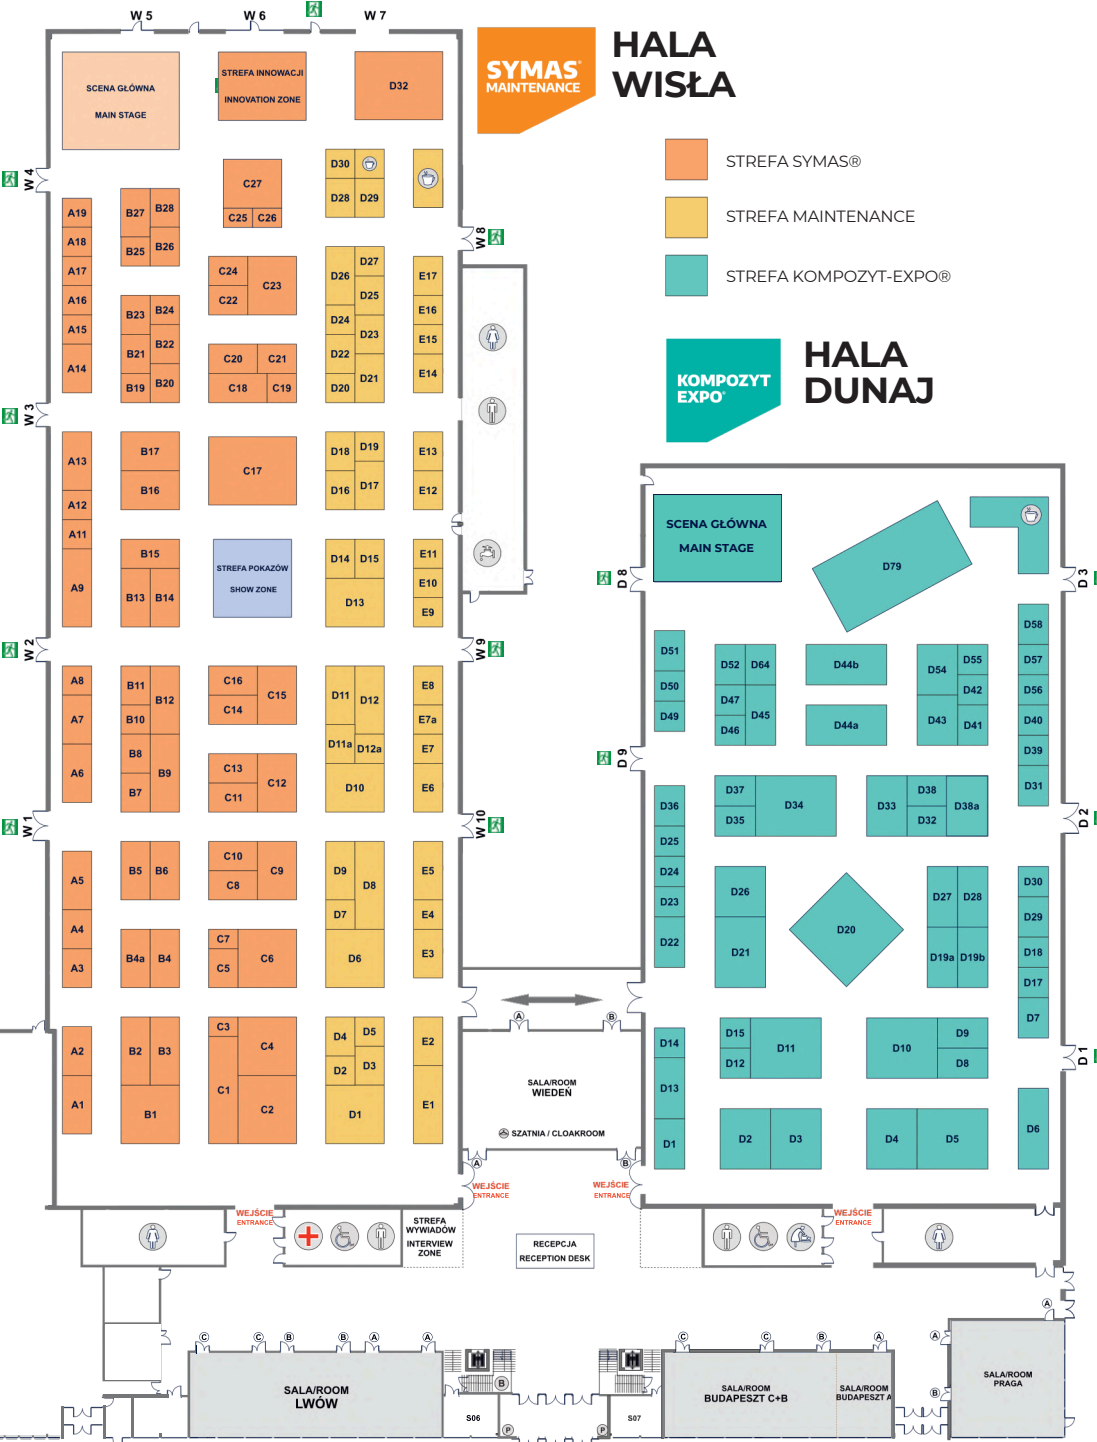 W 5
W 6
W 7
SYMAS®
MAINTENANCE
HALA
WISŁA
SCENA GŁÓWNA
MAIN STAGE
STREFA INNOWACJI
INNOVATION ZONE
D32
STREFA SYMAS®
STREFA MAINTENANCE
STREFA KOMPOZYT-EXPO®
KOMPOZYT
EXPO®
HALA
DUNAJ
W 4
W 3
W 2
W 1
W 8
W 9
W 10
A19
A18
A17
A16
A15
A14
A13
A12
A11
A9
A8
A7
A6
A5
A4
A3
A2
A1
B27
B28
B25
B26
B23
B24
B21
B22
B19
B20
B17
B16
B15
B13
B14
B11
B12
B10
B8
B9
B7
B5
B6
B4a
B4
B2
B3
B1
C27
C25
C26
C24
C23
C22
C20
C21
C18
C19
C17
STREFA POKAZÓW
SHOW ZONE
C16
C15
C14
C13
C12
C11
C10
C9
C8
C7
C6
C5
C3
C4
C1
C2
D30
D28
D29
D27
D26
D25
D24
D23
D22
D21
D20
D18
D19
D16
D17
D14
D15
D13
D11
D12
D11a
D12a
D10
D9
D8
D7
D6
D4
D5
D2
D3
D1
E17
E16
E15
E14
E13
E12
E11
E10
E9
E8
E7a
E7
E6
E5
E4
E3
E2
E1
SCENA GŁÓWNA
MAIN STAGE
D79
D 8
D 9
D 3
D 2
D 1
D51
D50
D49
D52
D64
D47
D45
D46
D44b
D44a
D54
D55
D42
D43
D41
D58
D57
D56
D40
D39
D31
D36
D25
D24
D23
D22
D37
D34
D35
D33
D38
D38a
D32
D26
D21
D20
D27
D28
D19a
D19b
D30
D29
D18
D17
D7
D14
D13
D1
D15
D11
D12
D10
D9
D8
D2
D3
D4
D5
D6
A
B
SALA/ROOM
WIEDEŃ
SZATNIA / CLOAKROOM
A
B
WEJŚCIE
ENTRANCE
WEJŚCIE
ENTRANCE
WEJŚCIE
ENTRANCE
WEJŚCIE
ENTRANCE
STREFA
WYWIADÓW
INTERVIEW
ZONE
RECEPCJA
RECEPTION DESK
C
C
B
B
A
A
C
C
B
A
A
A
B
SALA/ROOM
LWÓW
B
S06
P
P
S07
SALA/ROOM
BUDAPESZT C+B
SALA/ROOM
BUDAPESZT A
SALA/ROOM
PRAGA